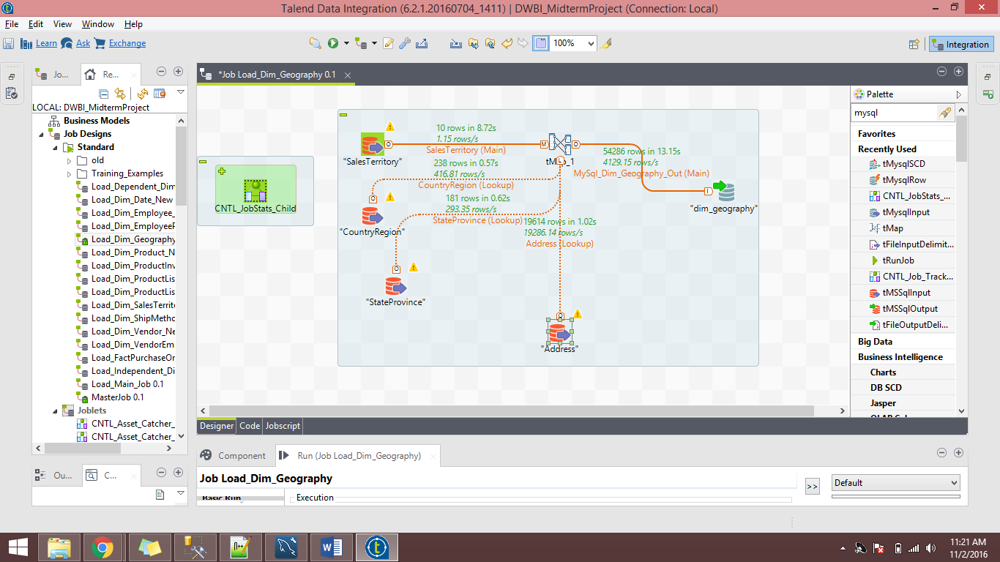 Talend Data Integration (6.2.1.20160704_1411) | DWBI_MidtermProject (Connection: Local)
File Edit View Window Help
Learn Ask Exchange
100%
Integration
Jo...
Re...
LOCAL: DWBI_MidtermProject
Business Models
Job Designs
Standard
old
Training_Examples
Load_Dependent_Dim
Load_Dim_Date_New
Load_Dim_Employee_
Load_Dim_EmployeeP
Load_Dim_Geography
Load_Dim_Product_N
Load_Dim_ProductInv
Load_Dim_ProductLis
Load_Dim_ProductLis
Load_Dim_SalesTerrito
Load_Dim_ShipMetho
Load_Dim_Vendor_Ne
Load_Dim_VendorEmi
Load_FactPurchaseOr
Load_Independent_Di
Load_Main_Job 0.1
MasterJob 0.1
Joblets
CNTL_Asset_Catcher_
CNTL_Asset_Catcher_
Ou...
C...
*Job Load_Dim_Geography 0.1
CNTL_JobStats_Child
"SalesTerritory"
10 rows in 8.72s
1.15 rows/s
SalesTerritory (Main)
238 rows in 0.57s
416.81 rows/s
CountryRegion (Lookup)
"CountryRegion"
181 rows in 0.62s
293.35 rows/s
StateProvince (Lookup)
"StateProvince"
19614 rows in 1.02s
19286.14 rows/s
Address (Lookup)
"Address"
54286 rows in 13.15s
4129.15 rows/s
MySql_Dim_Geography_Out (Main)
"dim_geography"
Designer Code Jobscript
Palette
mysql
Favorites
Recently Used
tMysqlSCD
tMysqlRow
CNTL_JobStats_...
tMysqlInput
tMap
tFileInputDelimit...
tRunJob
CNTL_Job_Track...
tMSSqlInput
tMSSqlOutput
tFileOutputDeli...
Big Data
Business Intelligence
Charts
DB SCD
Jasper
Component
Run (Job Load_Dim_Geography)
Job Load_Dim_Geography
Basic Run
Execution
>>
Default
11:21 AM
11/2/2016